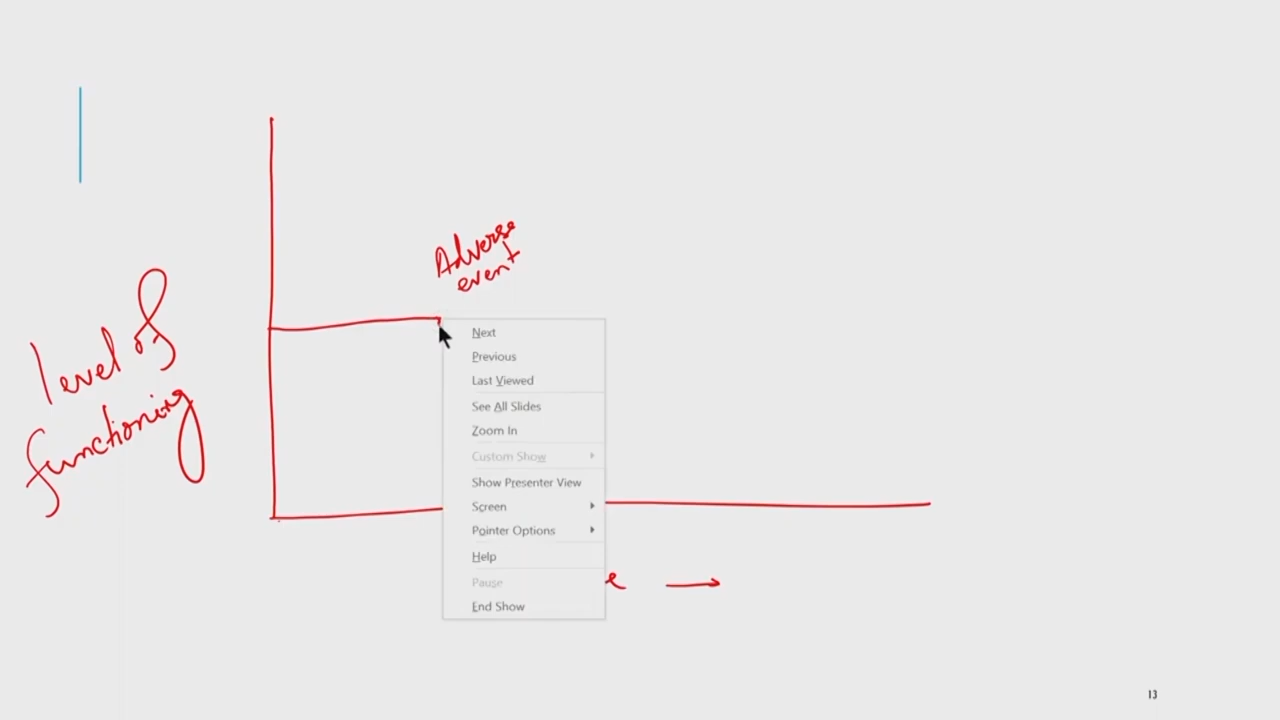 Adverse
event
level of
functioning
Next
Previous
Last Viewed
See All Slides
Zoom In
Custom Show
Show Presenter View
Screen
Pointer Options
Help
Pause
End Show
e
13